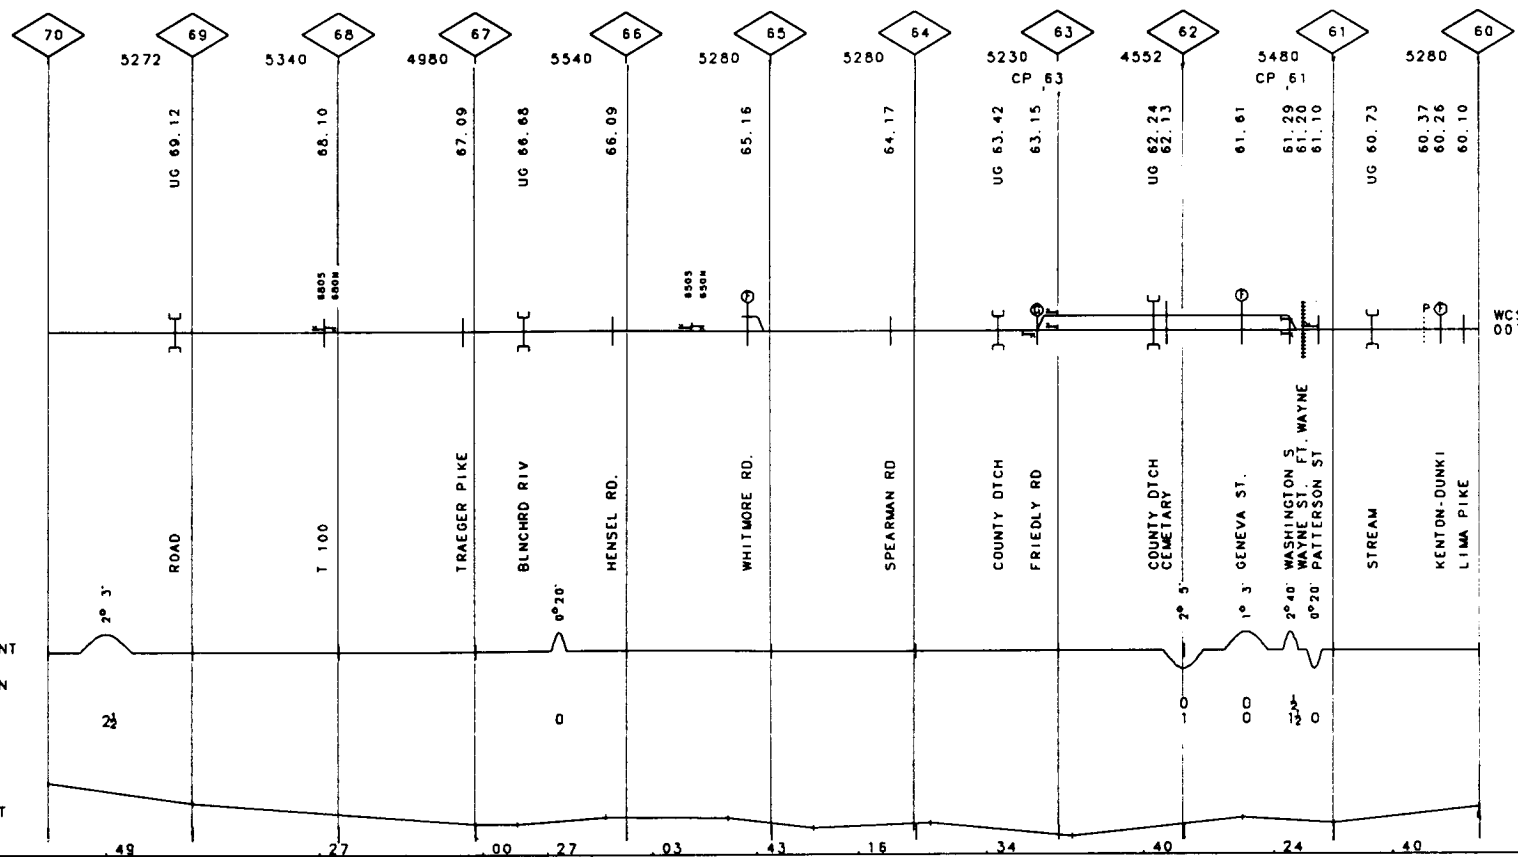 70 69 68 67 66 65 64 63 62 61 60
5272 5340 4980 5540 5280 5280 5230 4552 5480 5280
CP 63 CP 61
UG 69.12
68.10
67.09
UG 66.68
66.09
65.16
64.17
UG 63.42
63.15
UG 62.24
62.13
61.61
61.29
61.20
61.10
UG 60.73
60.37
60.26
60.10
680S
680N
650S
650N
P F
WCS
00
ROAD
T 100
TRAEGER PIKE
BLNCHRD RIV
HENSEL RD.
WHITMORE RD.
SPEARMAN RD
COUNTY DTCH
FRIEDLY RD
COUNTY DTCH
CEMETARY
GENEVA ST.
WASHINGTON S
WAYNE ST. FT. WAYNE
PATTERSON ST
STREAM
KENTON-DUNKI
LIMA PIKE
2° 3'
0°20'
2° 5'
1° 3'
2°40'
0°20'
NT
N
0 0 ½
2½ 0 1 0 1½ 0
T
.49 .27 .00 .27 .03 .43 .16 .34 .40 .24 .40